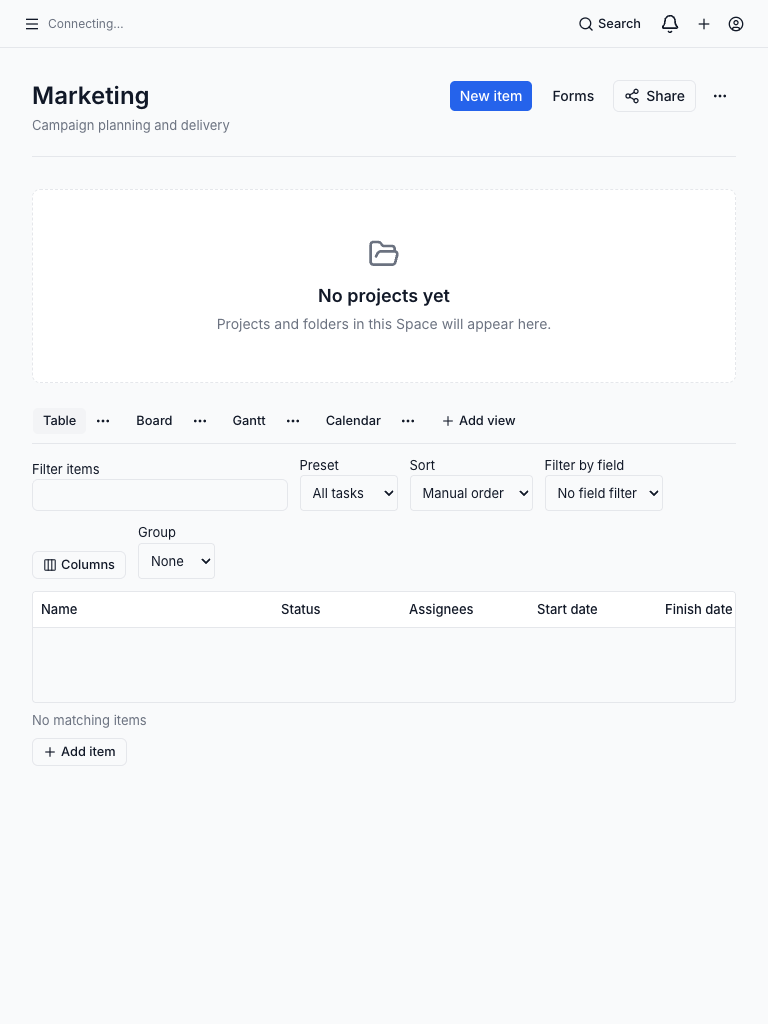 Connecting...
Search
Marketing
New item
Forms
Share
Campaign planning and delivery
No projects yet
Projects and folders in this Space will appear here.
Table
Board
Gantt
Calendar
Add view
Filter items
Preset
All tasks
Sort
Manual order
Filter by field
No field filter
Columns
Group
None
Name
Status
Assignees
Start date
Finish date
No matching items
Add item